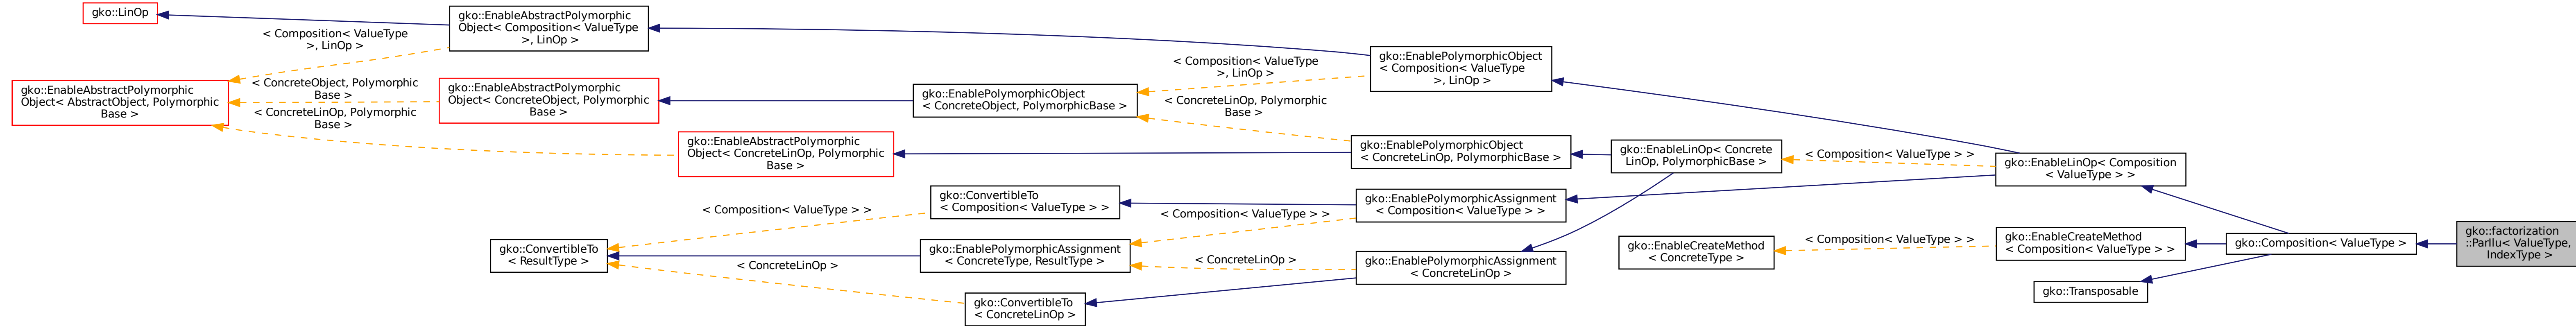 gko::LinOp
gko::EnableAbstractPolymorphic
Object< Composition< ValueType
>, LinOp >
< Composition< ValueType
>, LinOp >
gko::EnableAbstractPolymorphic
Object< AbstractObject, Polymorphic
Base >
< ConcreteObject, Polymorphic
Base >
< ConcreteLinOp, Polymorphic
Base >
gko::EnableAbstractPolymorphic
Object< ConcreteObject, Polymorphic
Base >
gko::EnableAbstractPolymorphic
Object< ConcreteLinOp, Polymorphic
Base >
gko::EnablePolymorphicObject
< ConcreteObject, PolymorphicBase >
< Composition< ValueType
>, LinOp >
< ConcreteLinOp, Polymorphic
Base >
gko::EnablePolymorphicObject
< Composition< ValueType
>, LinOp >
gko::EnablePolymorphicObject
< ConcreteLinOp, PolymorphicBase >
gko::EnableLinOp< Concrete
LinOp, PolymorphicBase >
< Composition< ValueType > >
gko::EnableLinOp< Composition
< ValueType > >
gko::ConvertibleTo
< Composition< ValueType > >
< Composition< ValueType > >
gko::ConvertibleTo
< ResultType >
gko::EnablePolymorphicAssignment
< ConcreteType, ResultType >
< ConcreteLinOp >
gko::ConvertibleTo
< ConcreteLinOp >
< Composition< ValueType > >
< ConcreteLinOp >
gko::EnablePolymorphicAssignment
< Composition< ValueType > >
gko::EnablePolymorphicAssignment
< ConcreteLinOp >
gko::EnableCreateMethod
< ConcreteType >
< Composition< ValueType > >
gko::EnableCreateMethod
< Composition< ValueType > >
gko::Transposable
gko::Composition< ValueType >
gko::factorization
::ParIlu< ValueType,
IndexType >